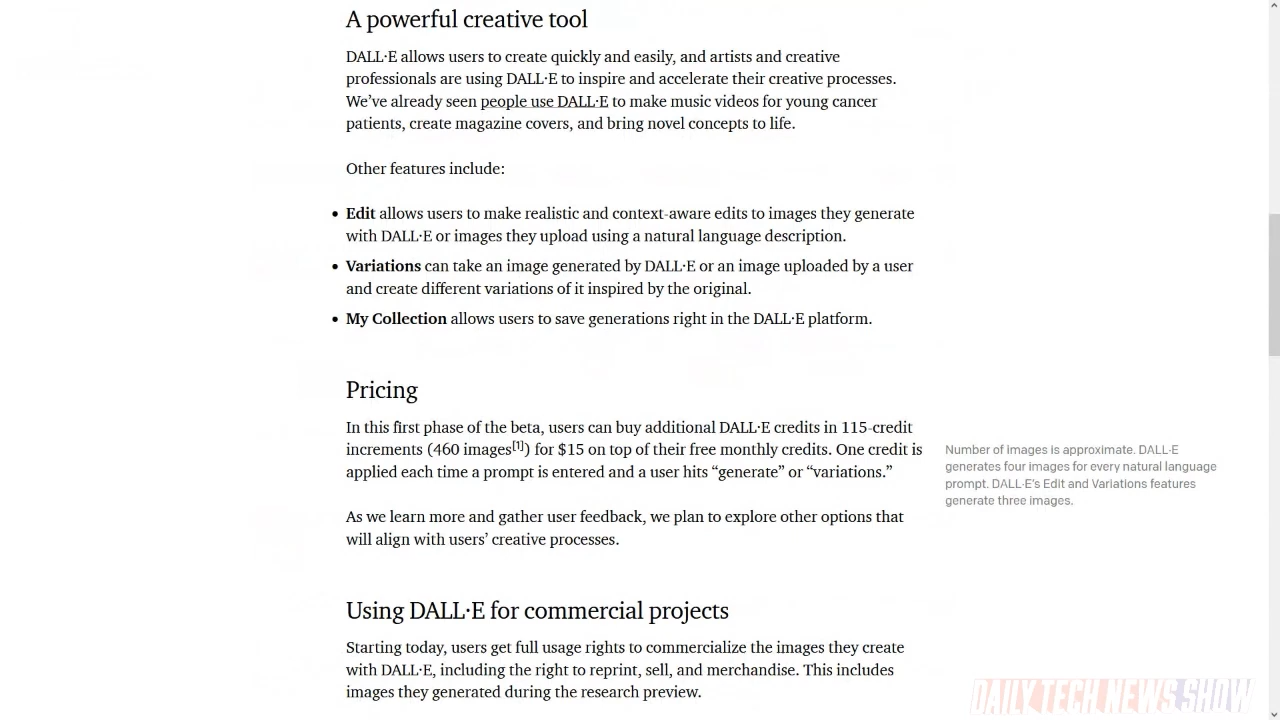 A powerful creative tool
DALL·E allows users to create quickly and easily, and artists and creative
professionals are using DALL·E to inspire and accelerate their creative processes.
We’ve already seen people use DALL·E to make music videos for young cancer
patients, create magazine covers, and bring novel concepts to life.
Other features include:
• Edit allows users to make realistic and context-aware edits to images they generate
with DALL·E or images they upload using a natural language description.
• Variations can take an image generated by DALL·E or an image uploaded by a user
and create different variations of it inspired by the original.
• My Collection allows users to save generations right in the DALL·E platform.
Pricing
In this first phase of the beta, users can buy additional DALL·E credits in 115-credit
increments (460 images[1]) for $15 on top of their free monthly credits. One credit is
applied each time a prompt is entered and a user hits “generate” or “variations.”
Number of images is approximate. DALL·E
generates four images for every natural language
prompt. DALL·E’s Edit and Variations features
generate three images.
As we learn more and gather user feedback, we plan to explore other options that
will align with users’ creative processes.
Using DALL·E for commercial projects
Starting today, users get full usage rights to commercialize the images they create
with DALL·E, including the right to reprint, sell, and merchandise. This includes
images they generated during the research preview.
DAILY TECH NEWS SHOW